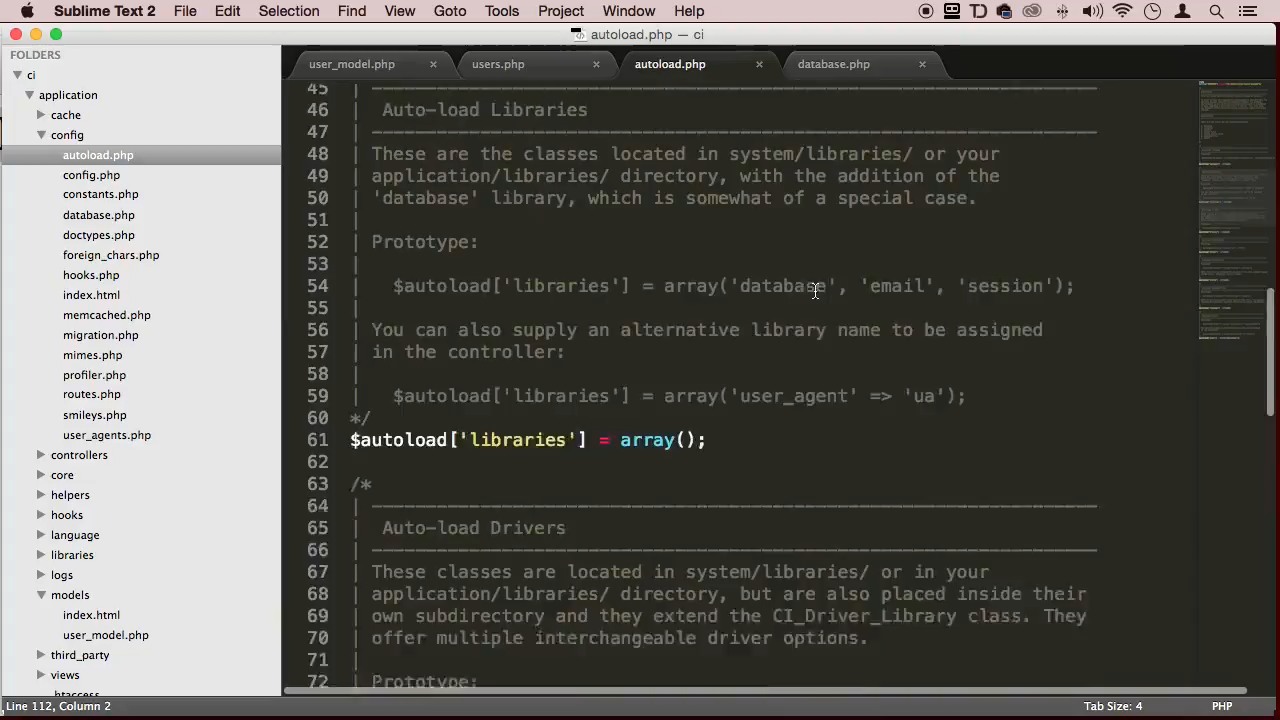 Sublime Text 2 File Edit Selection Find View Goto Tools Project Window Help
autoload.php — ci
FOLDERS
ci
application
cache
config
autoload.php
config.php
constants.php
database.php
doctypes.php
foreign_chars.php
hooks.php
index.html
memcached.php
migration.php
mimes.php
profiler.php
routes.php
smileys.php
user_agents.php
controllers
core
helpers
hooks
language
libraries
logs
models
index.html
user_model.php
third_party
views
.htaccess
user_model.php × users.php × autoload.php × database.php ×
45 | -------------------------------------------------------------------
46 | Auto-load Libraries
47 | -------------------------------------------------------------------
48 | These are the classes located in system/libraries/ or your
49 | application/libraries/ directory, with the addition of the
50 | 'database' library, which is somewhat of a special case.
51 |
52 | Prototype:
53 |
54 | $autoload['libraries'] = array('database', 'email', 'session');
55 |
56 | You can also supply an alternative library name to be assigned
57 | in the controller:
58 |
59 | $autoload['libraries'] = array('user_agent' => 'ua');
60 */
61 $autoload['libraries'] = array();
62
63 /*
64 | -------------------------------------------------------------------
65 | Auto-load Drivers
66 | -------------------------------------------------------------------
67 | These classes are located in system/libraries/ or in your
68 | application/libraries/ directory, but are also placed inside their
69 | own subdirectory and they extend the CI_Driver_Library class. They
70 | offer multiple interchangeable driver options.
71 |
72 | Prototype:
Line 112, Column 2 Tab Size: 4 PHP